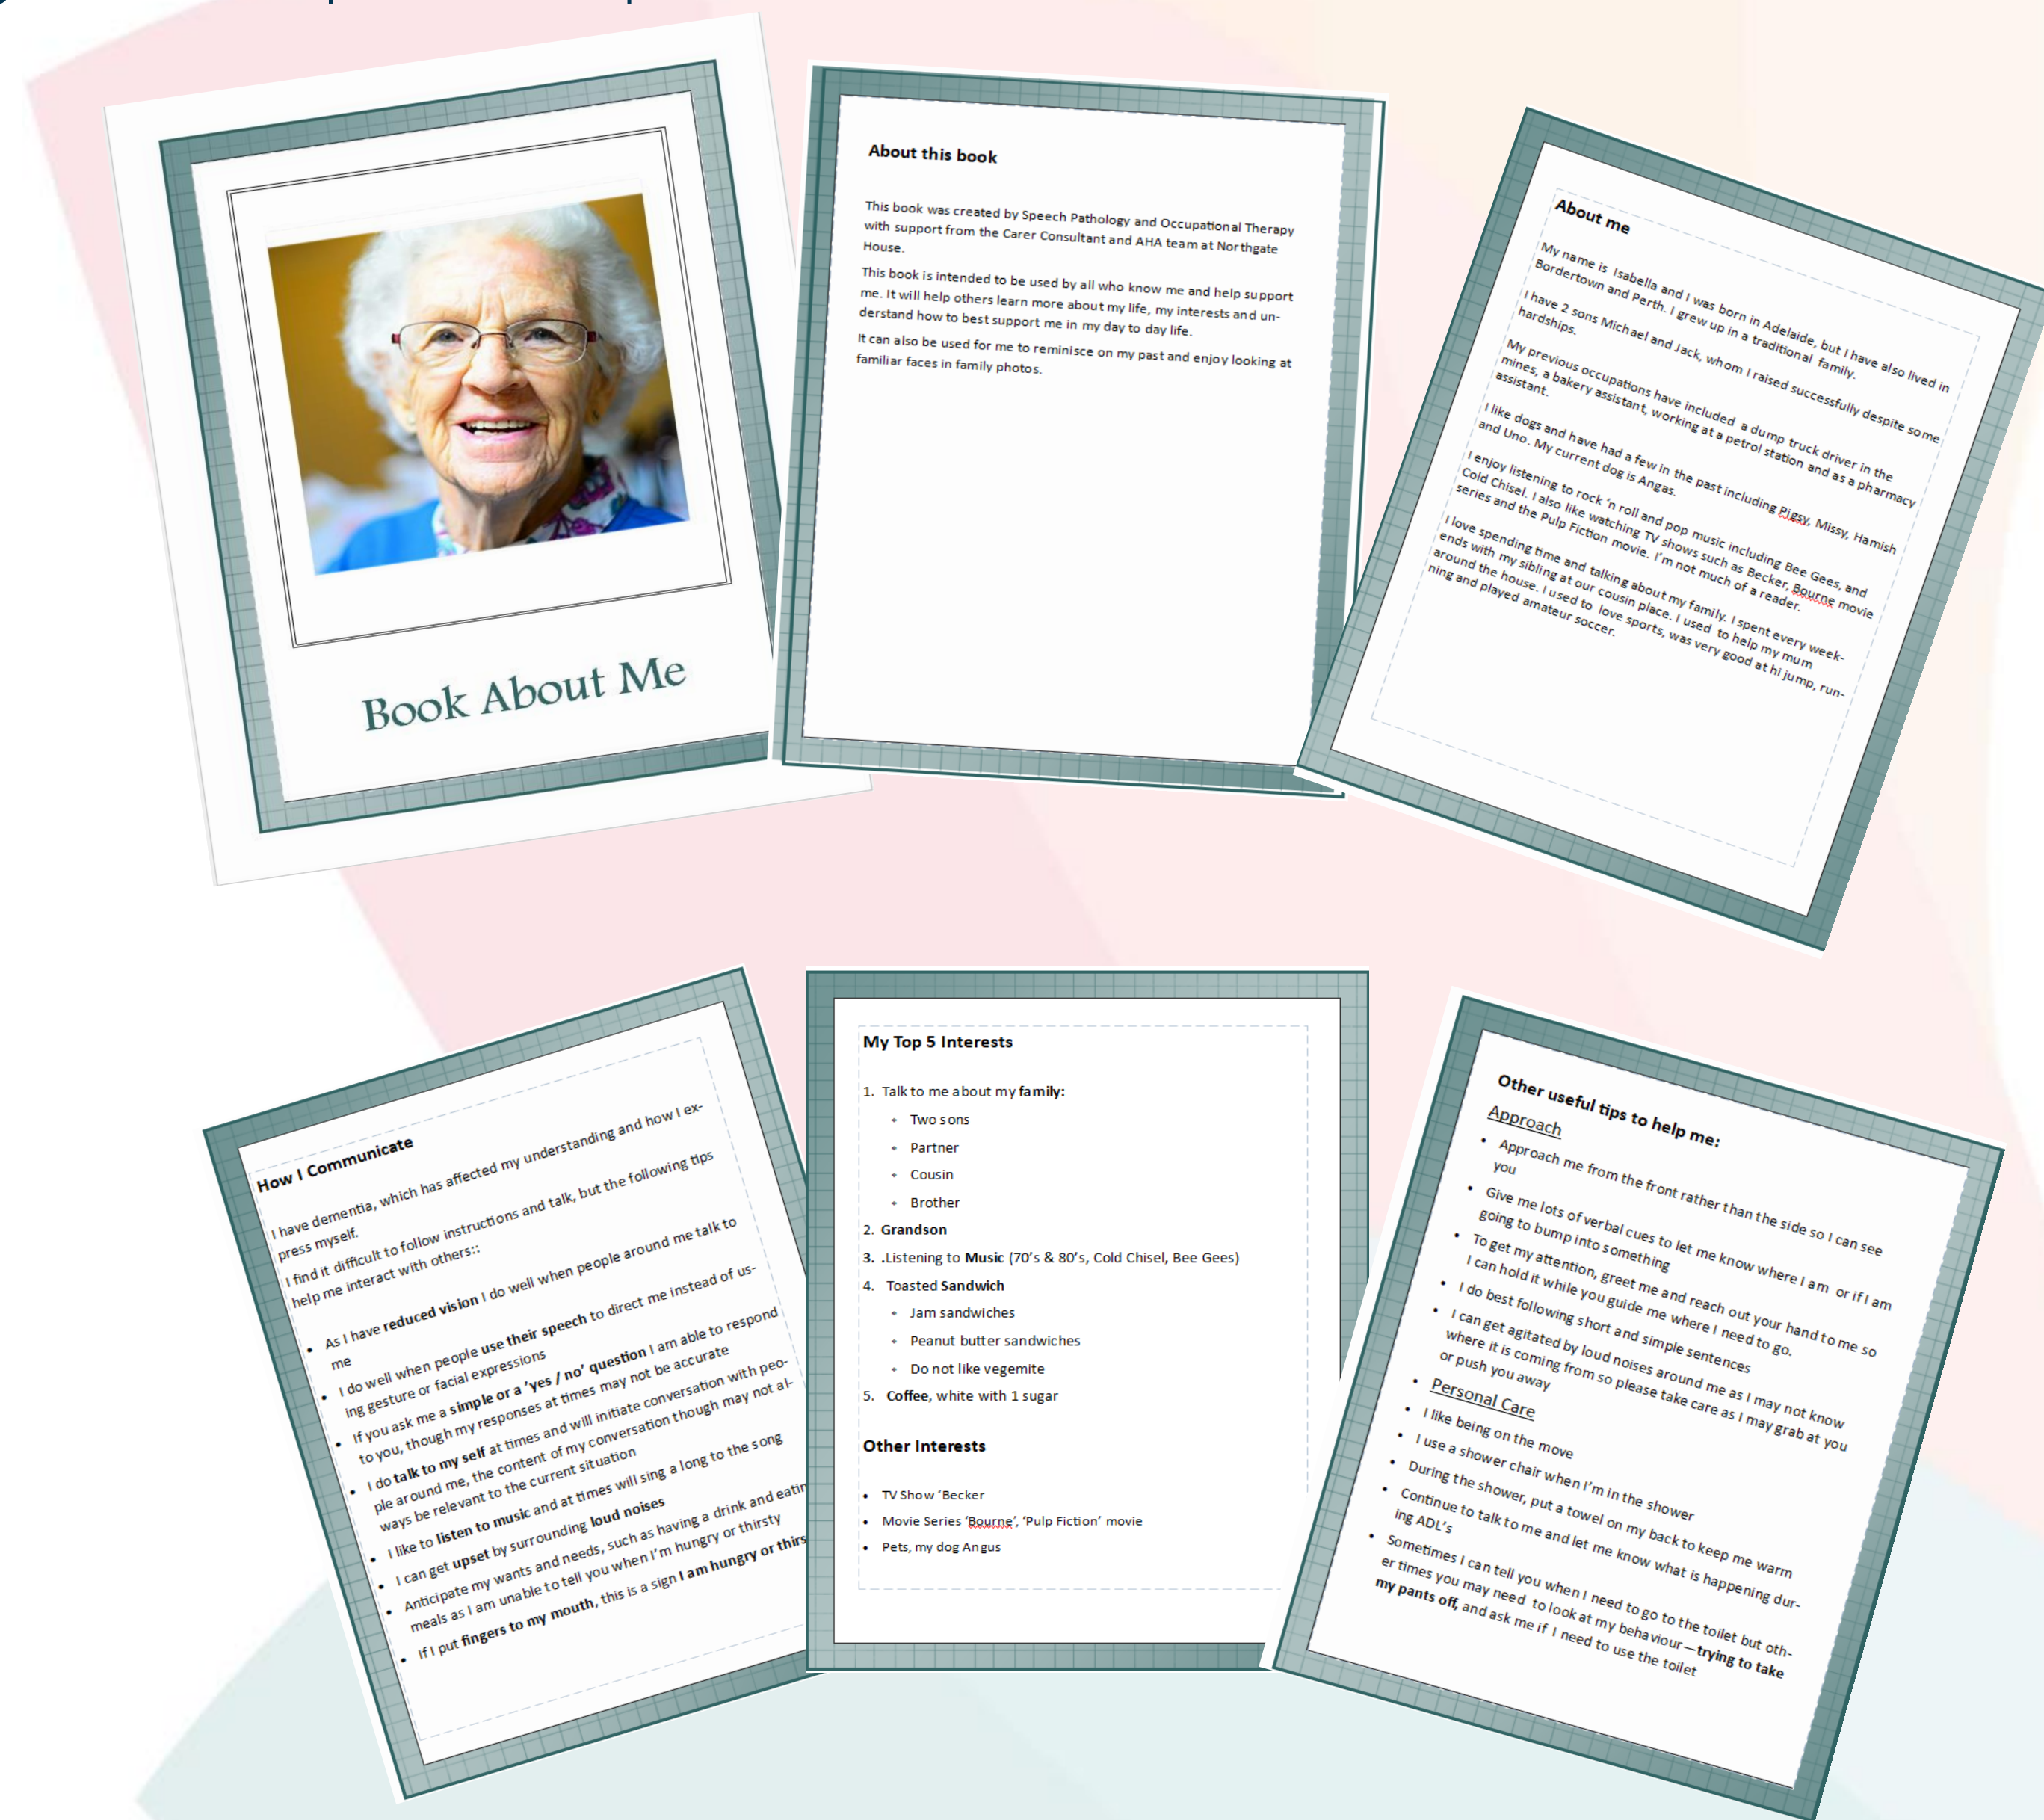 Book About Me
About this book
This book was created by Speech Pathology and Occupational Therapy
with support from the Carer Consultant and AHA team at Northgate
House.
This book is intended to be used by all who know me and help support
me. It will help others learn more about my life, my interests and un-
derstand how to best support me in my day to day life.
It can also be used for me to reminisce on my past and enjoy looking at
familiar faces in family photos.
About me
My name is Isabella and I was born in Adelaide, but I have also lived in
Bordertown and Perth. I grew up in a traditional family.
I have 2 sons Michael and Jack, whom I raised successfully despite some
hardships.
My previous occupations have included a dump truck driver in the
mines, a bakery assistant, working at a petrol station and as a pharmacy
assistant.
I like dogs and have had a few in the past including Pigsy, Missy, Hamish
and Uno. My current dog is Angas.
I enjoy listening to rock ‘n roll and pop music including Bee Gees, and
Cold Chisel. I also like watching TV shows such as Becker, Bourne movie
series and the Pulp Fiction movie. I’m not much of a reader.
I love spending time and talking about my family. I spent every week-
ends with my sibling at our cousin place. I used to help my mum
around the house. I used to love sports, was very good at hi jump, run-
ning and played amateur soccer.
How I Communicate
I have dementia, which has affected my understanding and how I ex-
press myself.
I find it difficult to follow instructions and talk, but the following tips
help me interact with others::
• As I have reduced vision I do well when people around me talk to
me
• I do well when people use their speech to direct me instead of us-
ing gesture or facial expressions
• If you ask me a simple or a ’yes / no’ question I am able to respond
to you, though my responses at times may not be accurate
• I do talk to my self at times and will initiate conversation with peo-
ple around me, the content of my conversation though may not al-
ways be relevant to the current situation
• I like to listen to music and at times will sing a long to the song
• I can get upset by surrounding loud noises
• Anticipate my wants and needs, such as having a drink and eatin
meals as I am unable to tell you when I’m hungry or thirsty
• If I put fingers to my mouth, this is a sign I am hungry or thirs
My Top 5 Interests
1. Talk to me about my family:
Two sons
Partner
Cousin
Brother
2. Grandson
3. .Listening to Music (70’s & 80’s, Cold Chisel, Bee Gees)
4. Toasted Sandwich
Jam sandwiches
Peanut butter sandwiches
Do not like vegemite
5. Coffee, white with 1 sugar
Other Interests
• TV Show ‘Becker
• Movie Series ‘Bourne’, ‘Pulp Fiction’ movie
• Pets, my dog Angus
Other useful tips to help me:
Approach
• Approach me from the front rather than the side so I can see
you
• Give me lots of verbal cues to let me know where I am or if I am
going to bump into something
• To get my attention, greet me and reach out your hand to me so
I can hold it while you guide me where I need to go.
• I do best following short and simple sentences
• I can get agitated by loud noises around me as I may not know
where it is coming from so please take care as I may grab at you
or push you away
• Personal Care
• I like being on the move
• I use a shower chair when I’m in the shower
• During the shower, put a towel on my back to keep me warm
• Continue to talk to me and let me know what is happening dur-
ing ADL’s
• Sometimes I can tell you when I need to go to the toilet but oth-
er times you may need to look at my behaviour—trying to take
my pants off, and ask me if I need to use the toilet